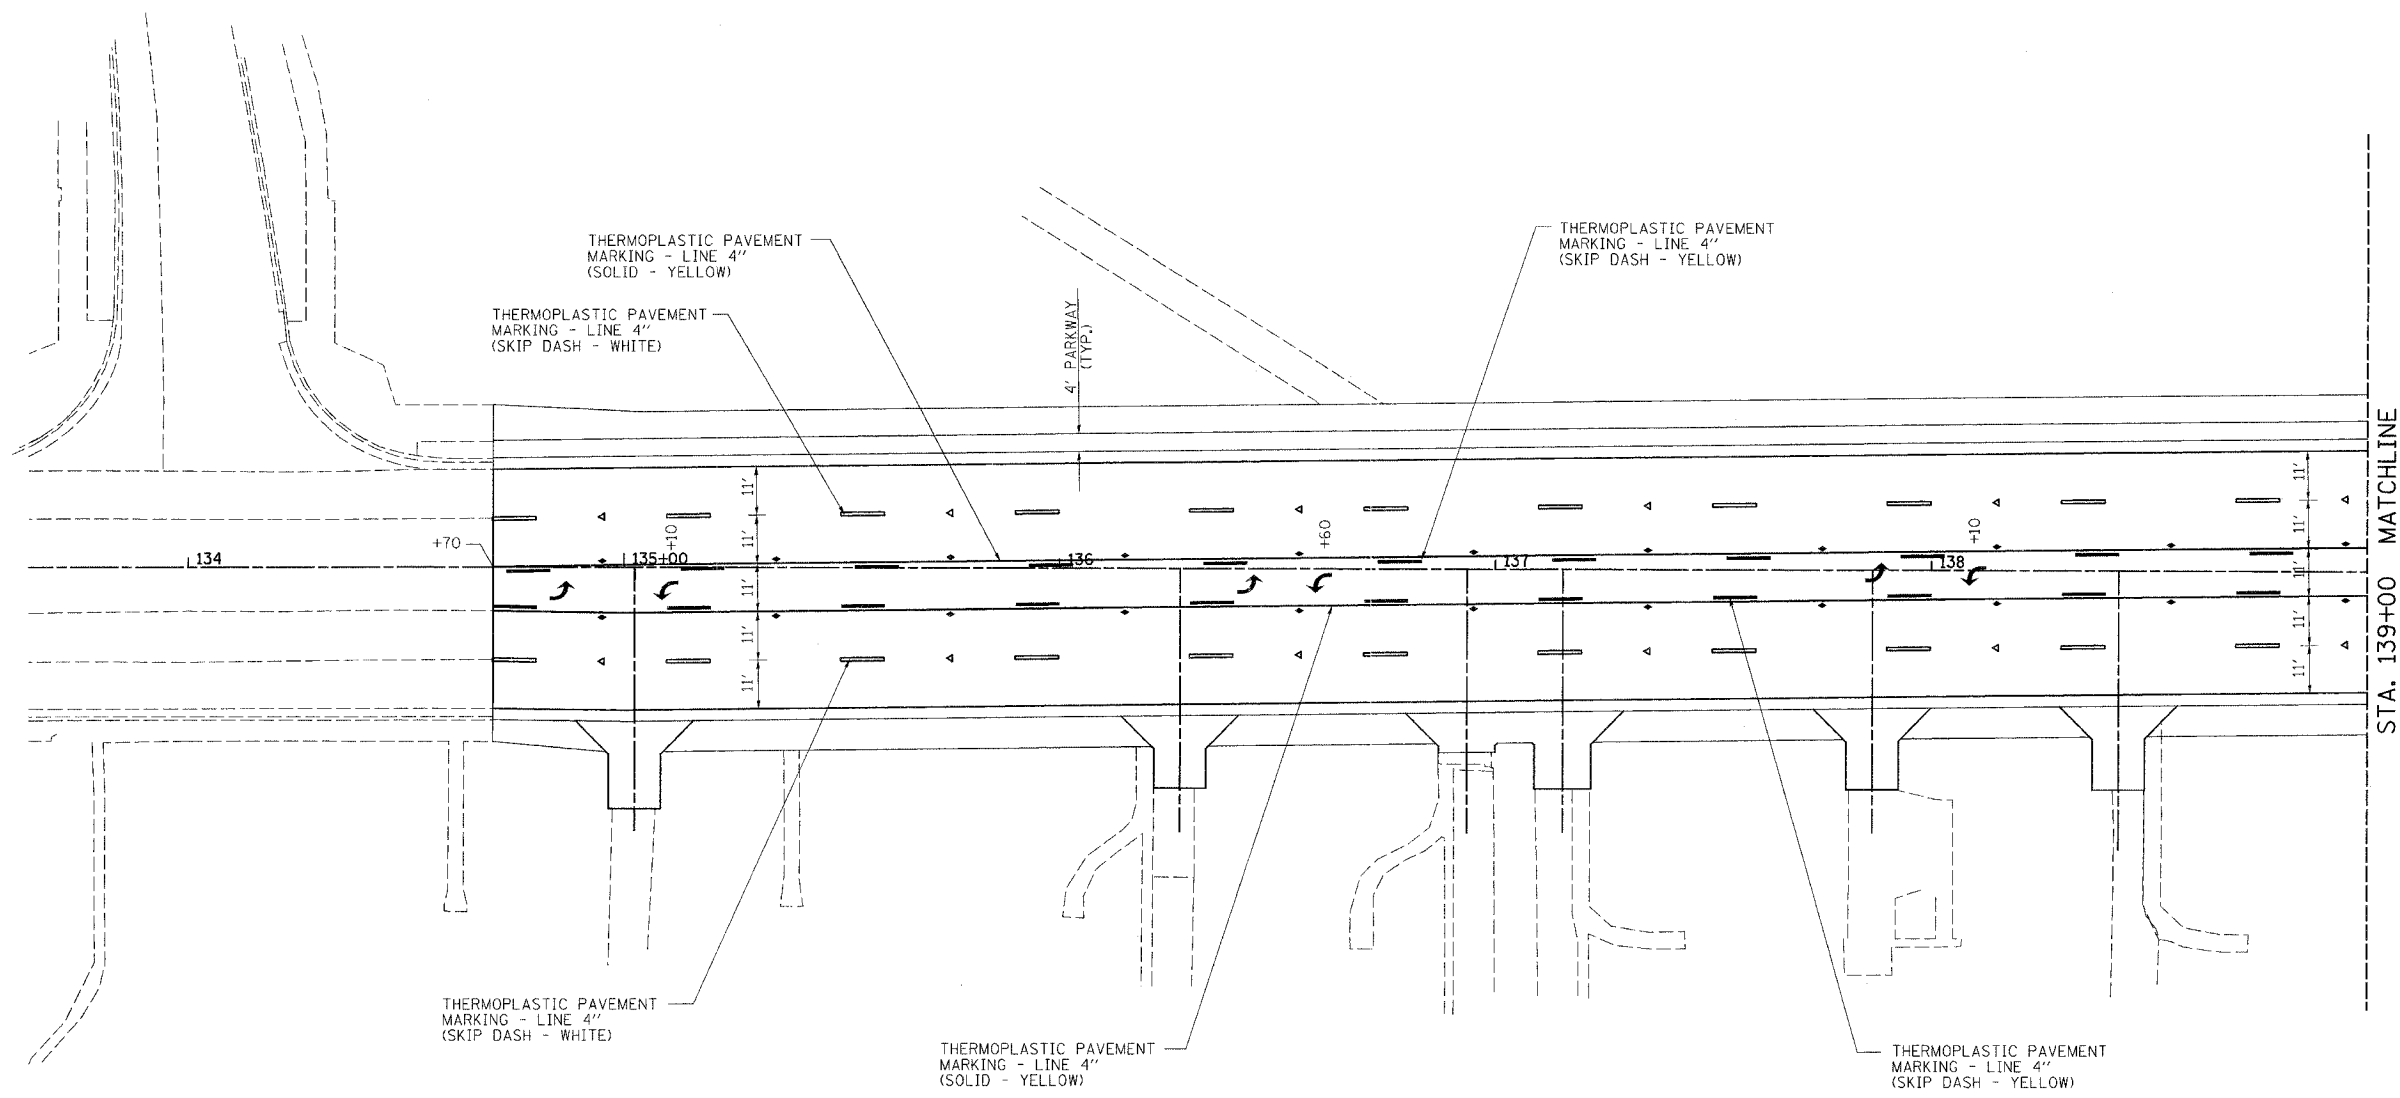 THERMOPLASTIC PAVEMENT
MARKING - LINE 4"
(SOLID - YELLOW)
THERMOPLASTIC PAVEMENT
MARKING - LINE 4"
(SKIP DASH - YELLOW)
THERMOPLASTIC PAVEMENT
MARKING - LINE 4"
(SKIP DASH - WHITE)
4' PARKWAY
(TYP.)
STA. 139+00 MATCHLINE
11'
11'
11'
11'
11'
11'
11'
11'
11'
11'
+70
+10
+60
+10
134
135+00
136
137
138
THERMOPLASTIC PAVEMENT
MARKING - LINE 4"
(SKIP DASH - WHITE)
THERMOPLASTIC PAVEMENT
MARKING - LINE 4"
(SOLID - YELLOW)
THERMOPLASTIC PAVEMENT
MARKING - LINE 4"
(SKIP DASH - YELLOW)